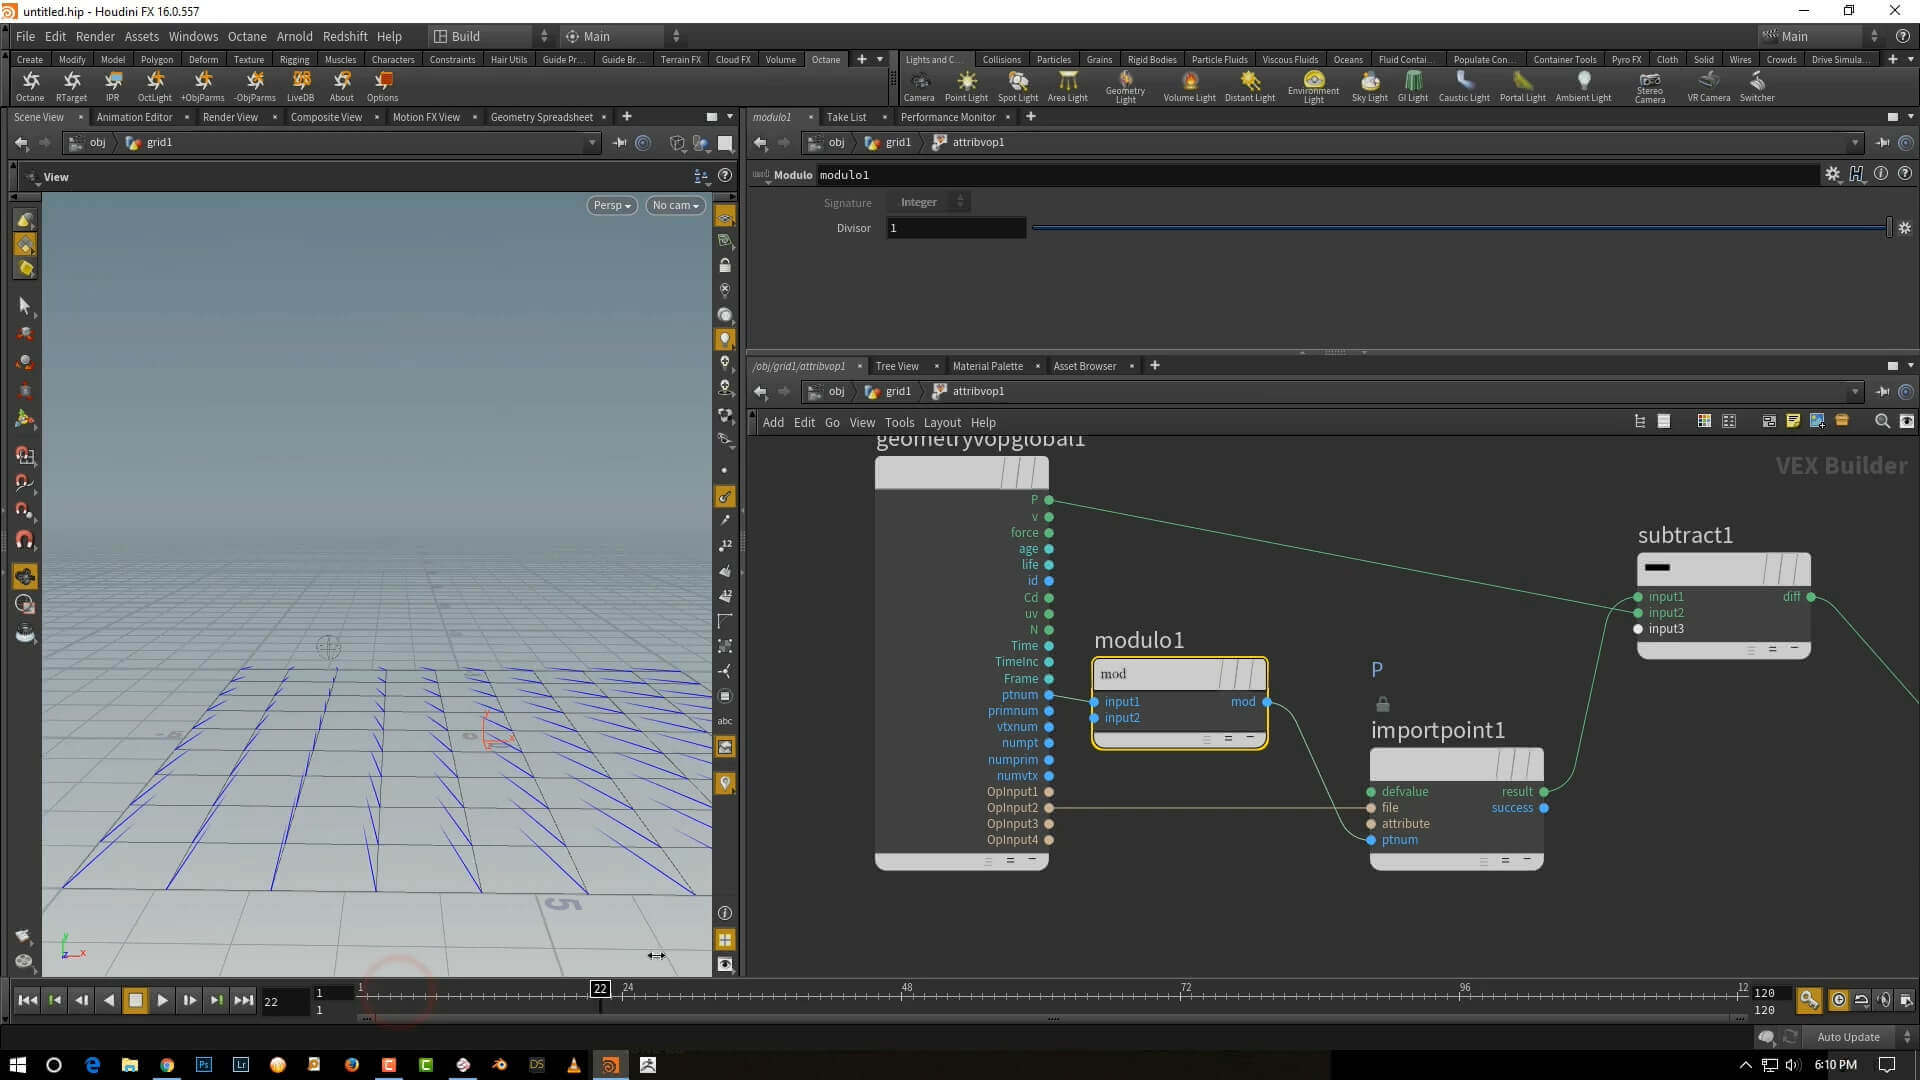 untitled.hip - Houdini FX 16.0.557
File Edit Render Assets Windows Octane Arnold Redshift Help Build Main Main
Create Modify Model Polygon Deform Texture Rigging Muscles Characters Constraints Hair Utils Guide Pr... Guide Br... Terrain FX Cloud FX Volume Octane
Lights and C... Collisions Particles Grains Rigid Bodies Particle Fluids Viscous Fluids Oceans Fluid Contai... Populate Con... Container Tools Pyro FX Cloth Solid Wires Crowds Drive Simula...
Octane RTarget IPR OctLight +ObjParms -ObjParms LiveDB About Options
Camera Point Light Spot Light Area Light Geometry Light Volume Light Distant Light Environment Light Sky Light GI Light Caustic Light Portal Light Ambient Light Stereo Camera VR Camera Switcher
Scene View Animation Editor Render View Composite View Motion FX View Geometry Spreadsheet
modulo1 Take List Performance Monitor
obj grid1
obj grid1 attribvop1
View
Modulo modulo1
Persp No cam
Signature Integer
Divisor 1
/obj/grid1/attribvop1 Tree View Material Palette Asset Browser
obj grid1 attribvop1
Add Edit Go View Tools Layout Help
VEX Builder
geometryvopglobal1
P
v
force
age
life
id
Cd
uv
N
Time
TimeInc
Frame
ptnum
primnum
vtxnum
numpt
numprim
numvtx
OpInput1
OpInput2
OpInput3
OpInput4
modulo1
mod
input1 mod
input2
P
importpoint1
defvalue result
file success
attribute
ptnum
subtract1
input1 diff
input2
input3
12
12
abc
5
y
z x
22 1 1 1 22 24 48 72 96 12 120 120
Auto Update
Ps Lr DS
6:10 PM